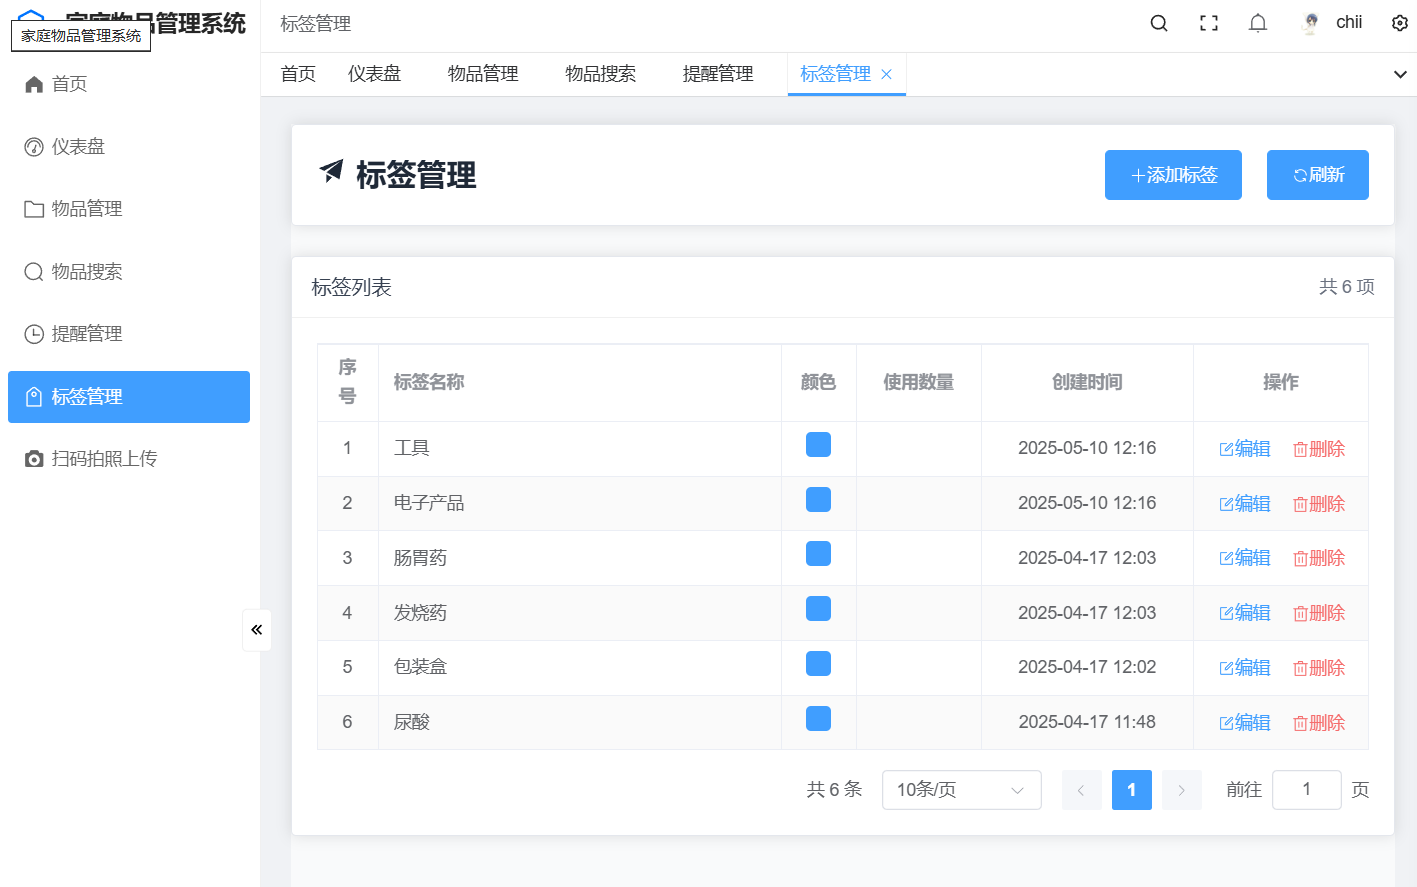 家庭物品管理系统
家庭物品管理系统
首页
仪表盘
物品管理
物品搜索
提醒管理
标签管理
扫码拍照上传
标签管理
chii
首页 仪表盘 物品管理 物品搜索 提醒管理 标签管理
标签管理
添加标签 刷新
标签列表 共 6 项
序号 标签名称 颜色 使用数量 创建时间 操作
1 工具 2025-05-10 12:16 编辑 删除
2 电子产品 2025-05-10 12:16 编辑 删除
3 肠胃药 2025-04-17 12:03 编辑 删除
4 发烧药 2025-04-17 12:03 编辑 删除
5 包装盒 2025-04-17 12:02 编辑 删除
6 尿酸 2025-04-17 11:48 编辑 删除
共 6 条 10条/页 1 前往 1 页